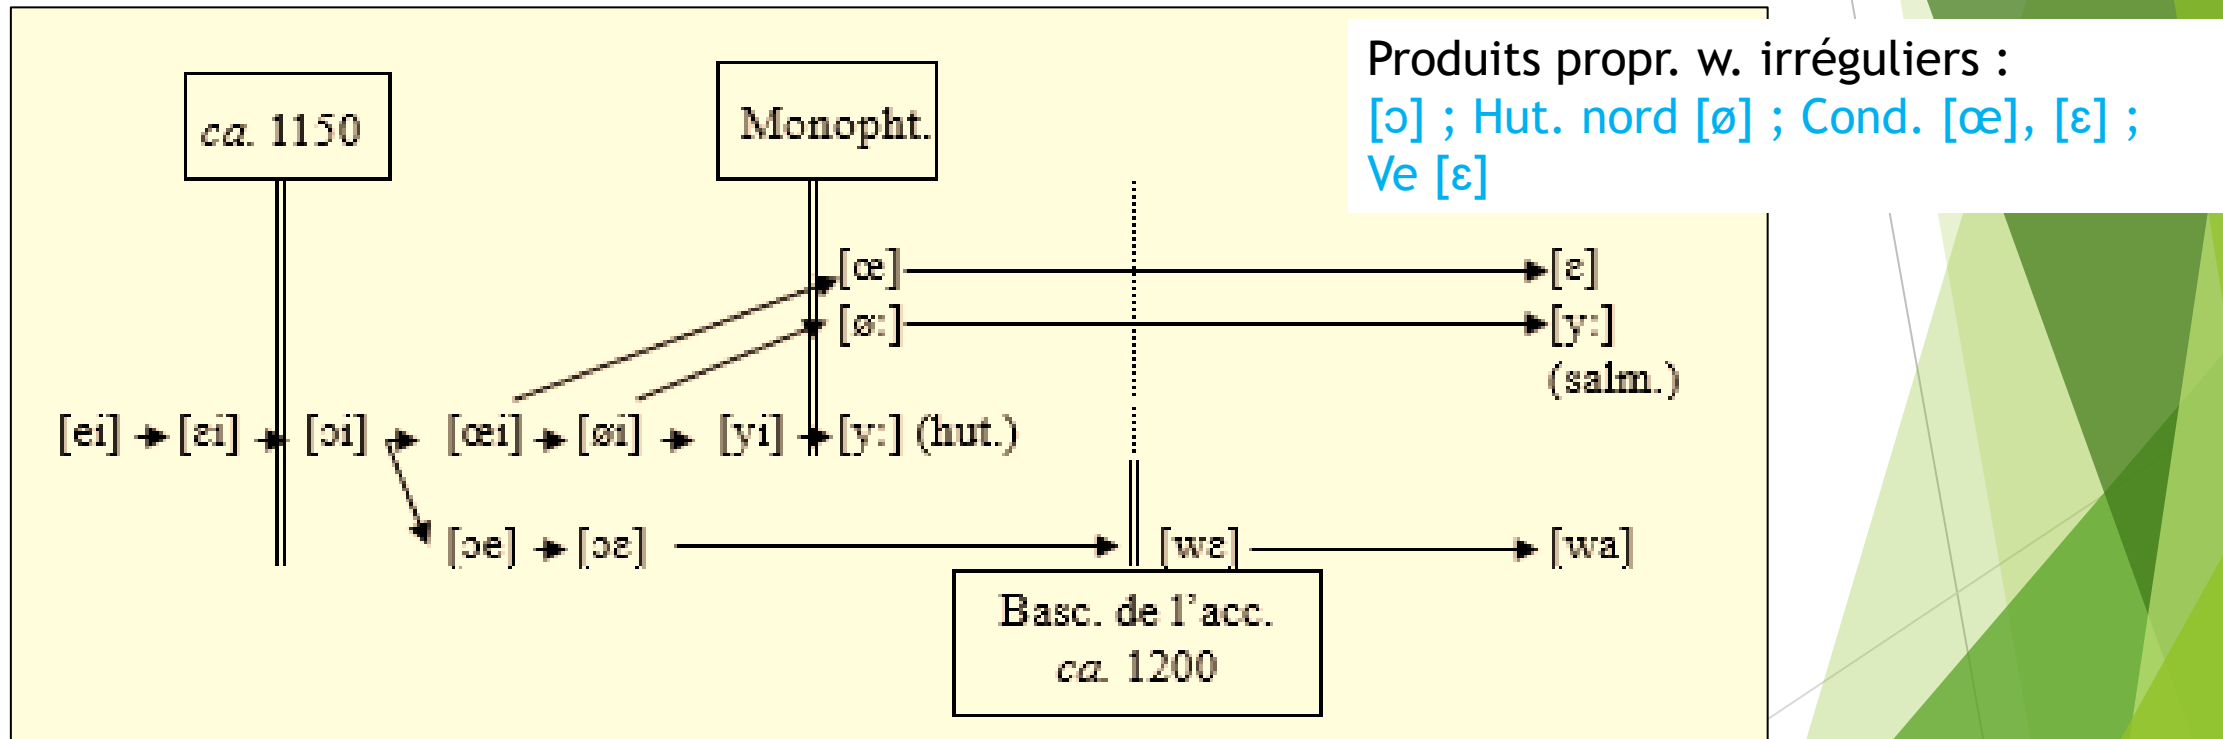 Produits propr. w. irréguliers :
[ɔ] ; Hut. nord [ø] ; Cond. [œ], [ɛ] ;
Ve [ɛ]
ca. 1150
Monopht.
[œ] [ɛ]
[ø:] [y:]
(salm.)
[ei] [ɛi] [ɔi] [œi] [øi] [yi] [y:] (hut.)
[ɔe] [ɔɛ] [wɛ] [wa]
Basc. de l'acc.
ca. 1200